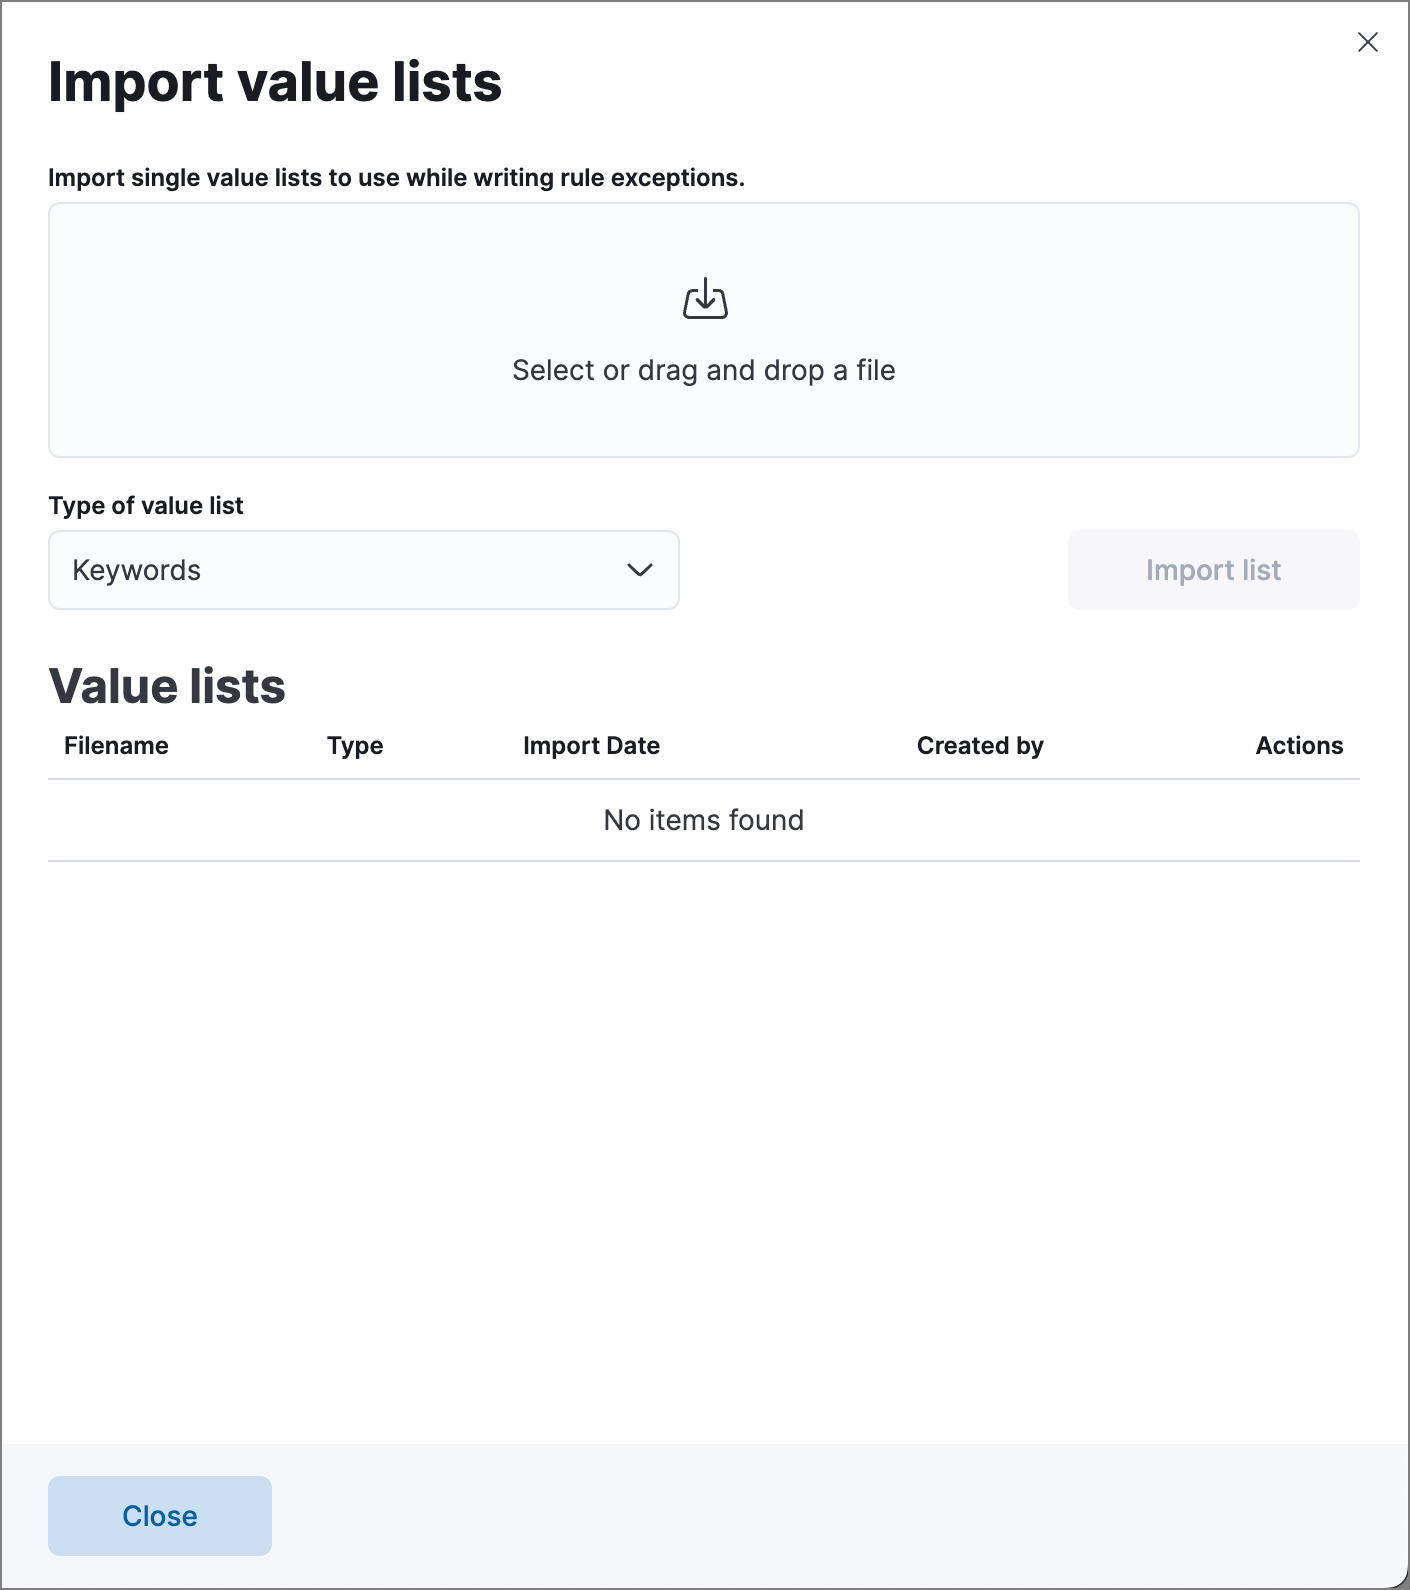 Import value lists
Import single value lists to use while writing rule exceptions.
Select or drag and drop a file
Type of value list
Keywords
Import list
Value lists
Filename Type Import Date Created by Actions
No items found
Close